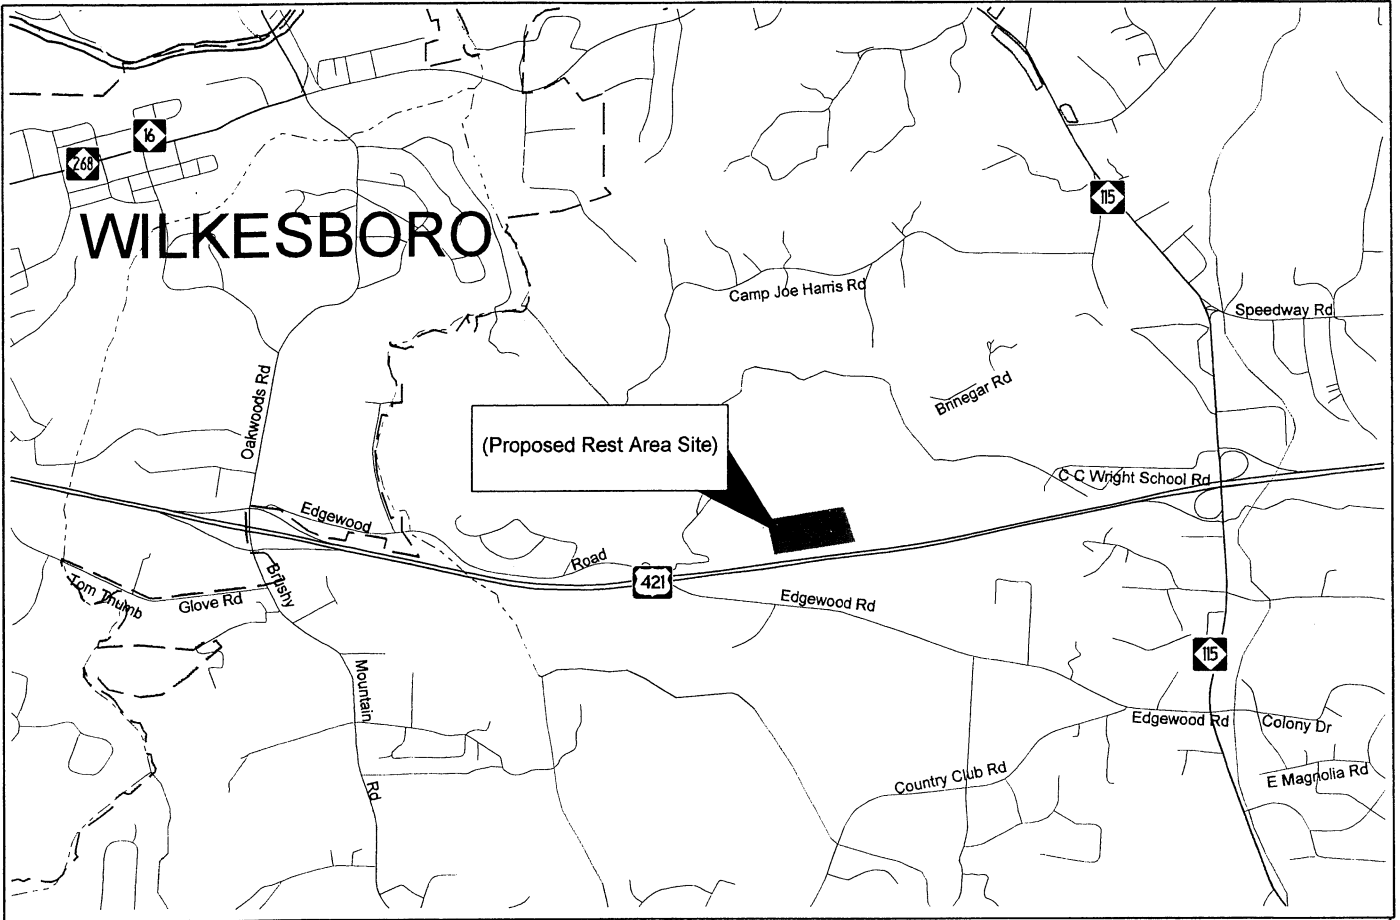 16
268
WILKESBORO
115
Camp Joe Harris Rd
Speedway Rd
Brinegar Rd
Oakwoods Rd
(Proposed Rest Area Site)
C C Wright School Rd
Edgewood
Road
421
Tom Thumb
Glove Rd
Brushy
Edgewood Rd
115
Mountain
Edgewood Rd
Colony Dr
Country Club Rd
E Magnolia Rd
Rd